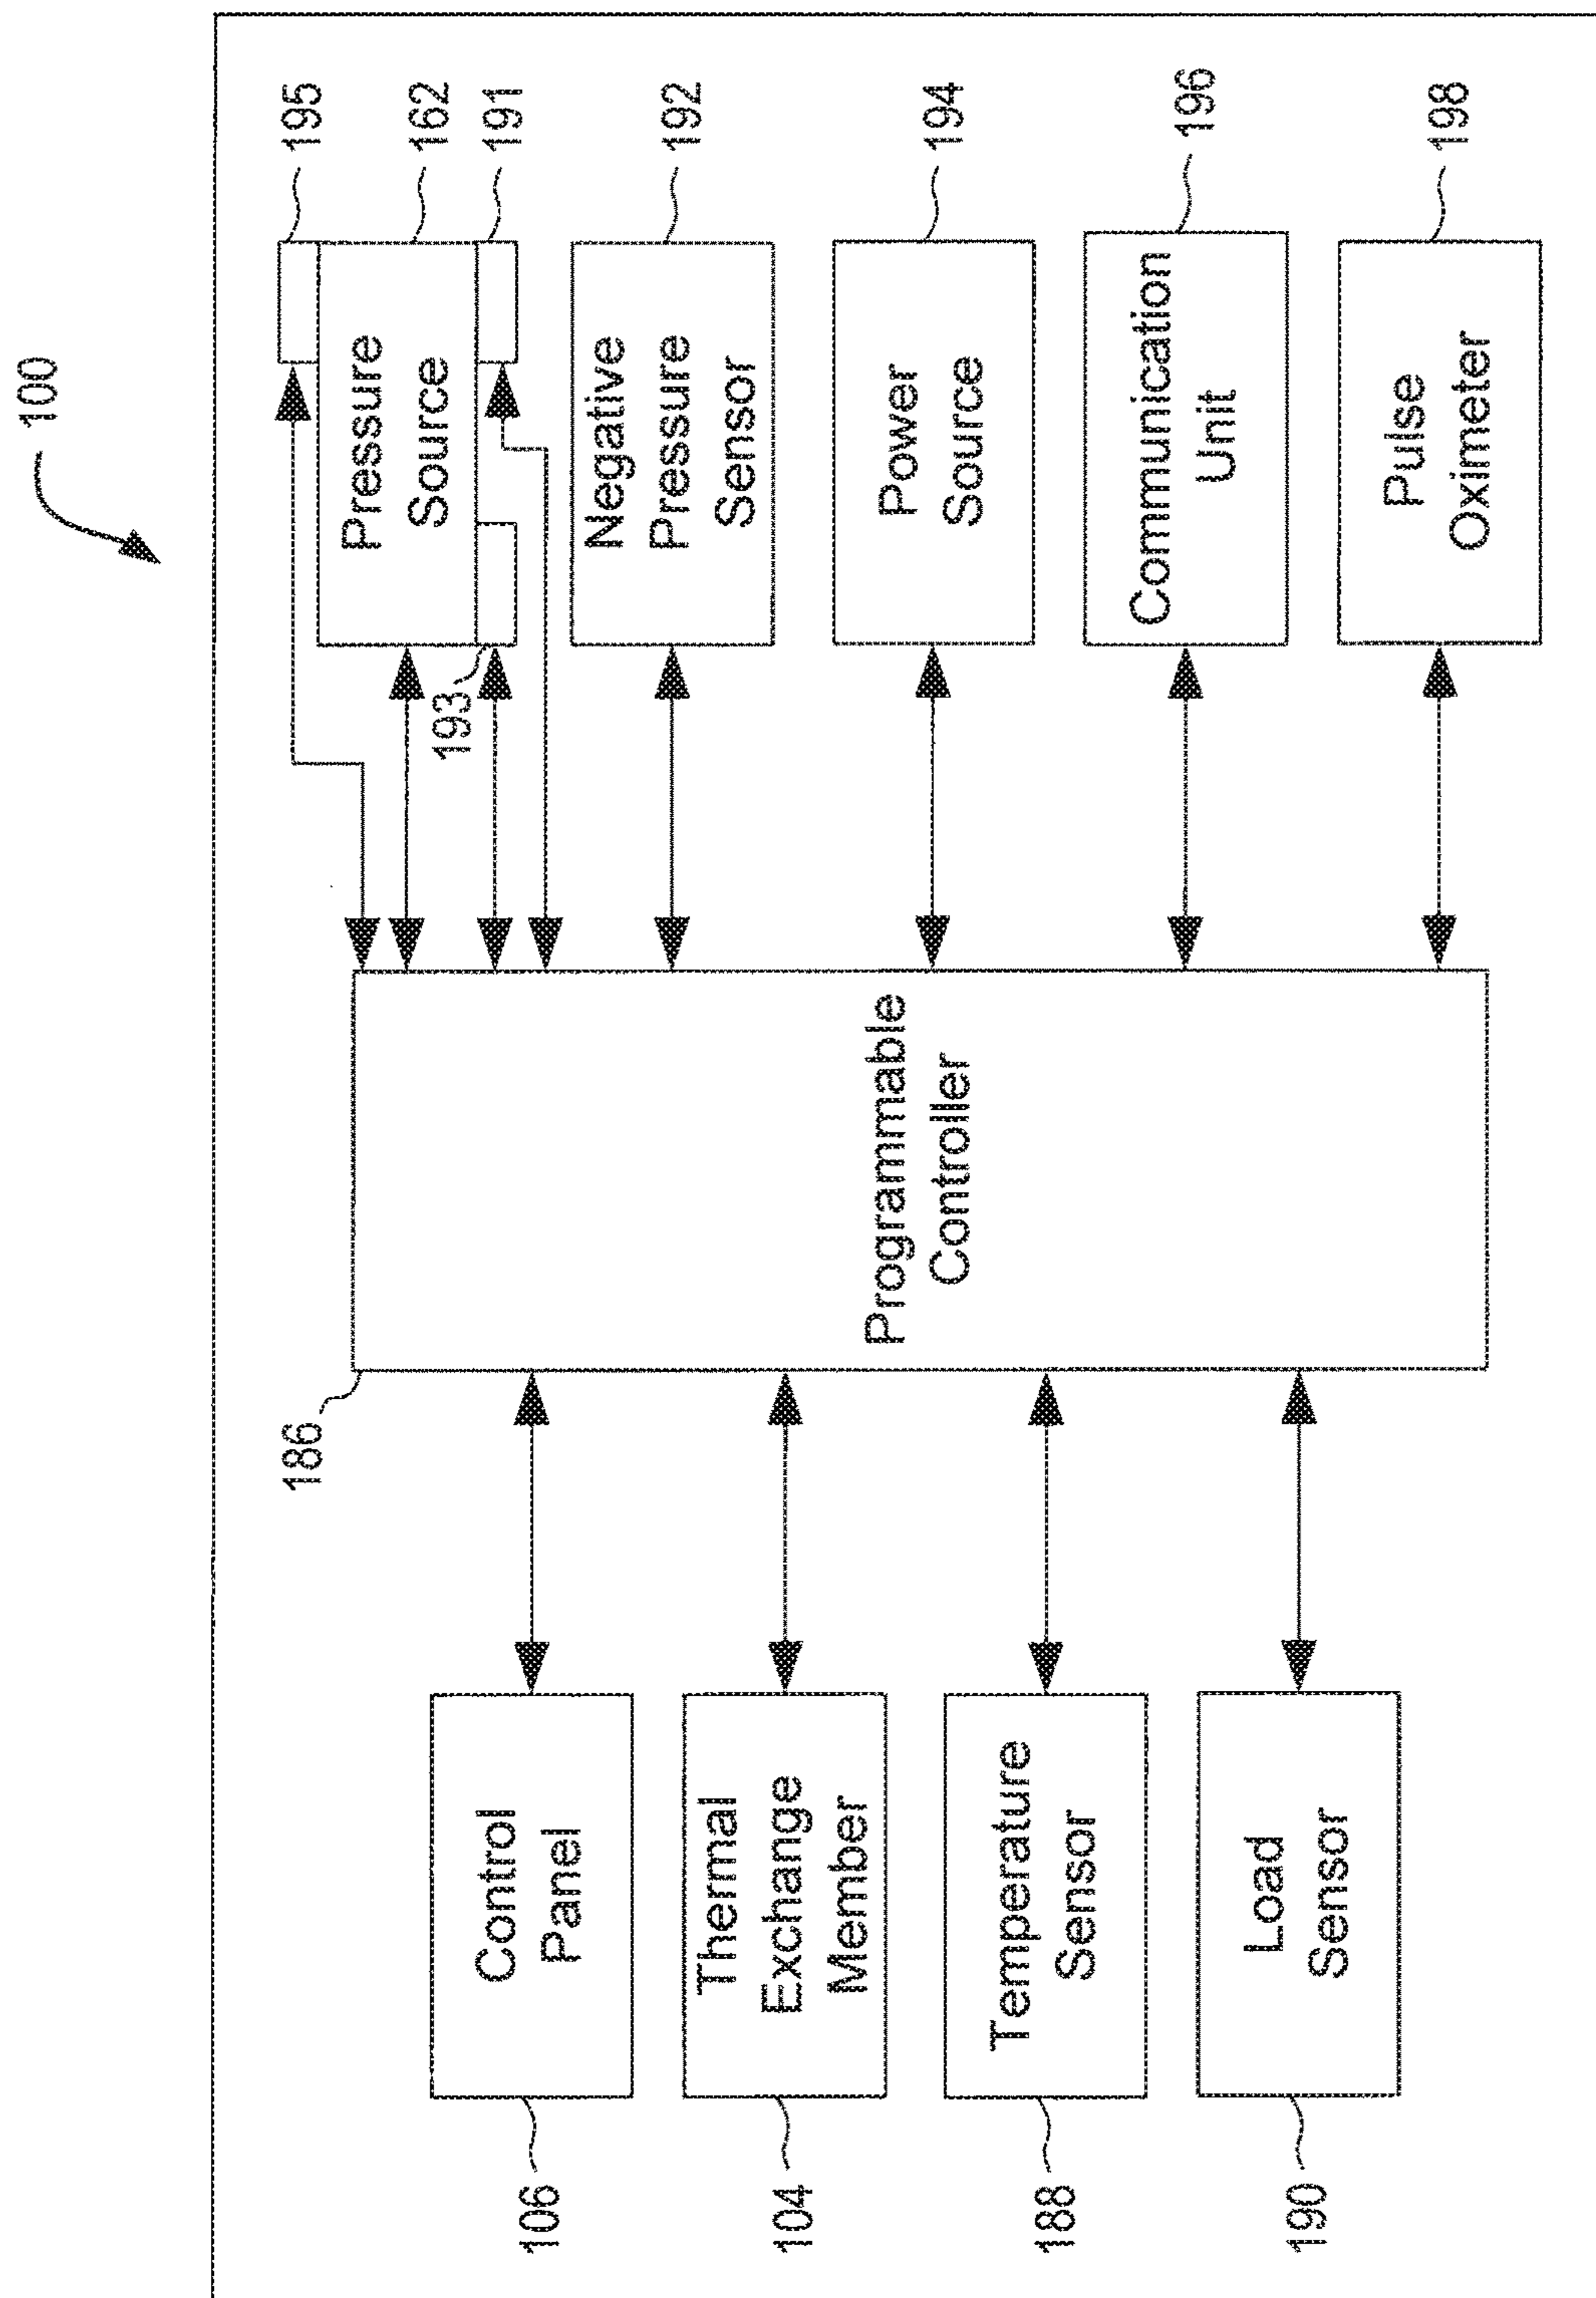 100
195
162
191
Pressure
Source
193
192
Negative
Pressure
Sensor
194
Power
Source
196
Communication
Unit
198
Pulse
Oximeter
186
Programmable
Controller
Control
Panel
106
Thermal
Exchange
Member
104
Temperature
Sensor
188
Load
Sensor
190